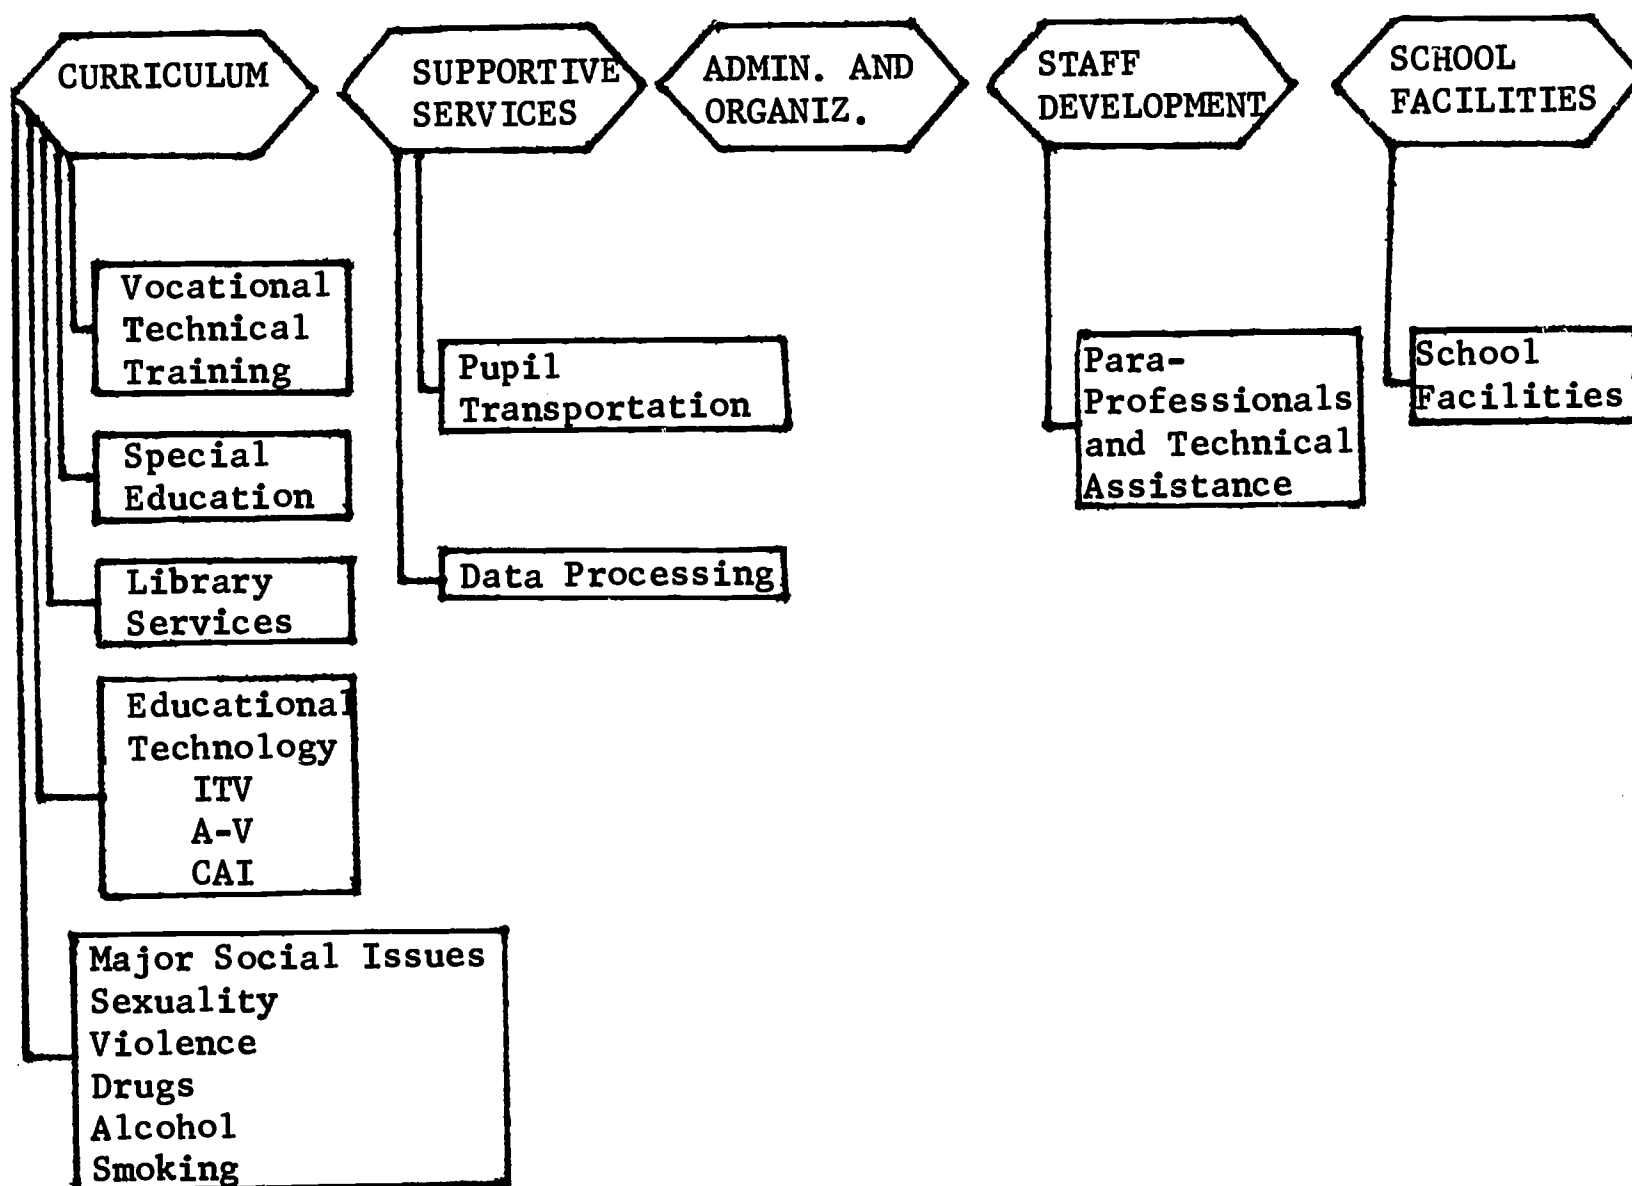 CURRICULUM
SUPPORTIVE
SERVICES
ADMIN. AND
ORGANIZ.
STAFF
DEVELOPMENT
SCHOOL
FACILITIES
Vocational
Technical
Training
Special
Education
Library
Services
Educational
Technology
ITV
A-V
CAI
Major Social Issues
Sexuality
Violence
Drugs
Alcohol
Smoking
Pupil
Transportation
Data Processing
Para-
Professionals
and Technical
Assistance
School
Facilities